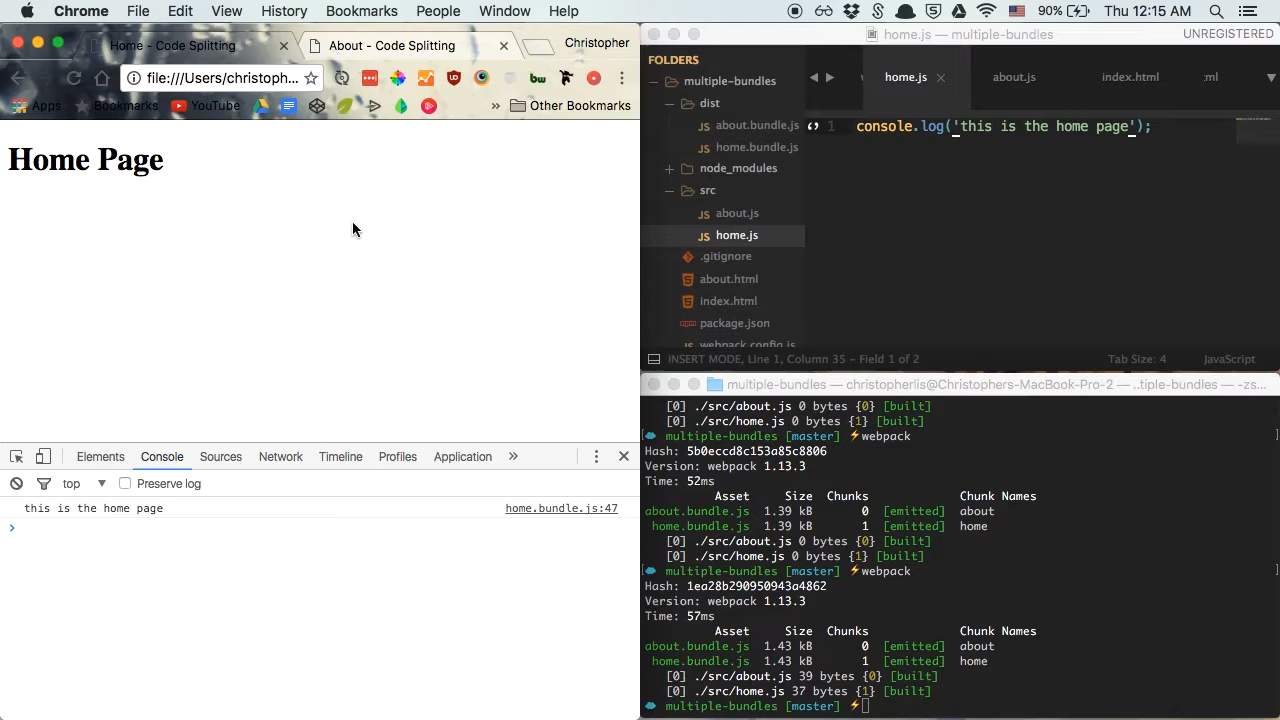 Chrome File Edit View History Bookmarks People Window Help 90% Thu 12:15 AM
Home - Code Splitting About - Code Splitting Christopher
file:///Users/christoph... bw
Apps Bookmarks YouTube » Other Bookmarks
Home Page
Elements Console Sources Network Timeline Profiles Application »
top Preserve log
this is the home page home.bundle.js:47
home.js — multiple-bundles UNREGISTERED
FOLDERS
multiple-bundles
dist
about.bundle.js
home.bundle.js
node_modules
src
about.js
home.js
.gitignore
about.html
index.html
package.json
webpack.config.js
home.js about.js index.html :ml
1 console.log('this is the home page');
INSERT MODE, Line 1, Column 35 – Field 1 of 2 Tab Size: 4 JavaScript
multiple-bundles — christopherlis@Christophers-MacBook-Pro-2 — ..tiple-bundles — -zs...
[0] ./src/about.js 0 bytes {0} [built]
[0] ./src/home.js 0 bytes {1} [built]
multiple-bundles [master] ⚡webpack
Hash: 5b0eccd8c153a85c8806
Version: webpack 1.13.3
Time: 52ms
Asset Size Chunks Chunk Names
about.bundle.js 1.39 kB 0 [emitted] about
home.bundle.js 1.39 kB 1 [emitted] home
[0] ./src/about.js 0 bytes {0} [built]
[0] ./src/home.js 0 bytes {1} [built]
multiple-bundles [master] ⚡webpack
Hash: 1ea28b290950943a4862
Version: webpack 1.13.3
Time: 57ms
Asset Size Chunks Chunk Names
about.bundle.js 1.43 kB 0 [emitted] about
home.bundle.js 1.43 kB 1 [emitted] home
[0] ./src/about.js 39 bytes {0} [built]
[0] ./src/home.js 37 bytes {1} [built]
multiple-bundles [master] ⚡